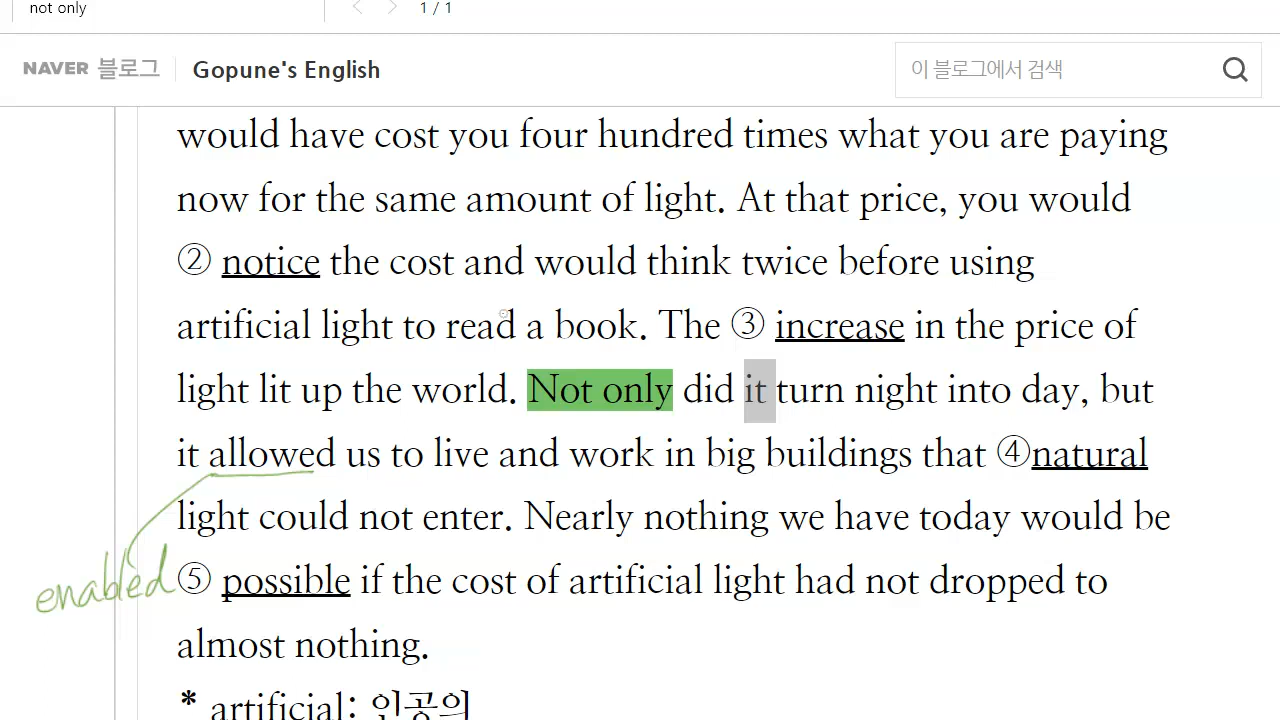 not only
1 / 1
NAVER 블로그
Gopune's English
이 블로그에서 검색
would have cost you four hundred times what you are paying
now for the same amount of light. At that price, you would
② notice the cost and would think twice before using
artificial light to read a book. The ③ increase in the price of
light lit up the world. Not only did it turn night into day, but
it allowed us to live and work in big buildings that ④natural
light could not enter. Nearly nothing we have today would be
enabled
⑤ possible if the cost of artificial light had not dropped to
almost nothing.
* artificial: 인공의